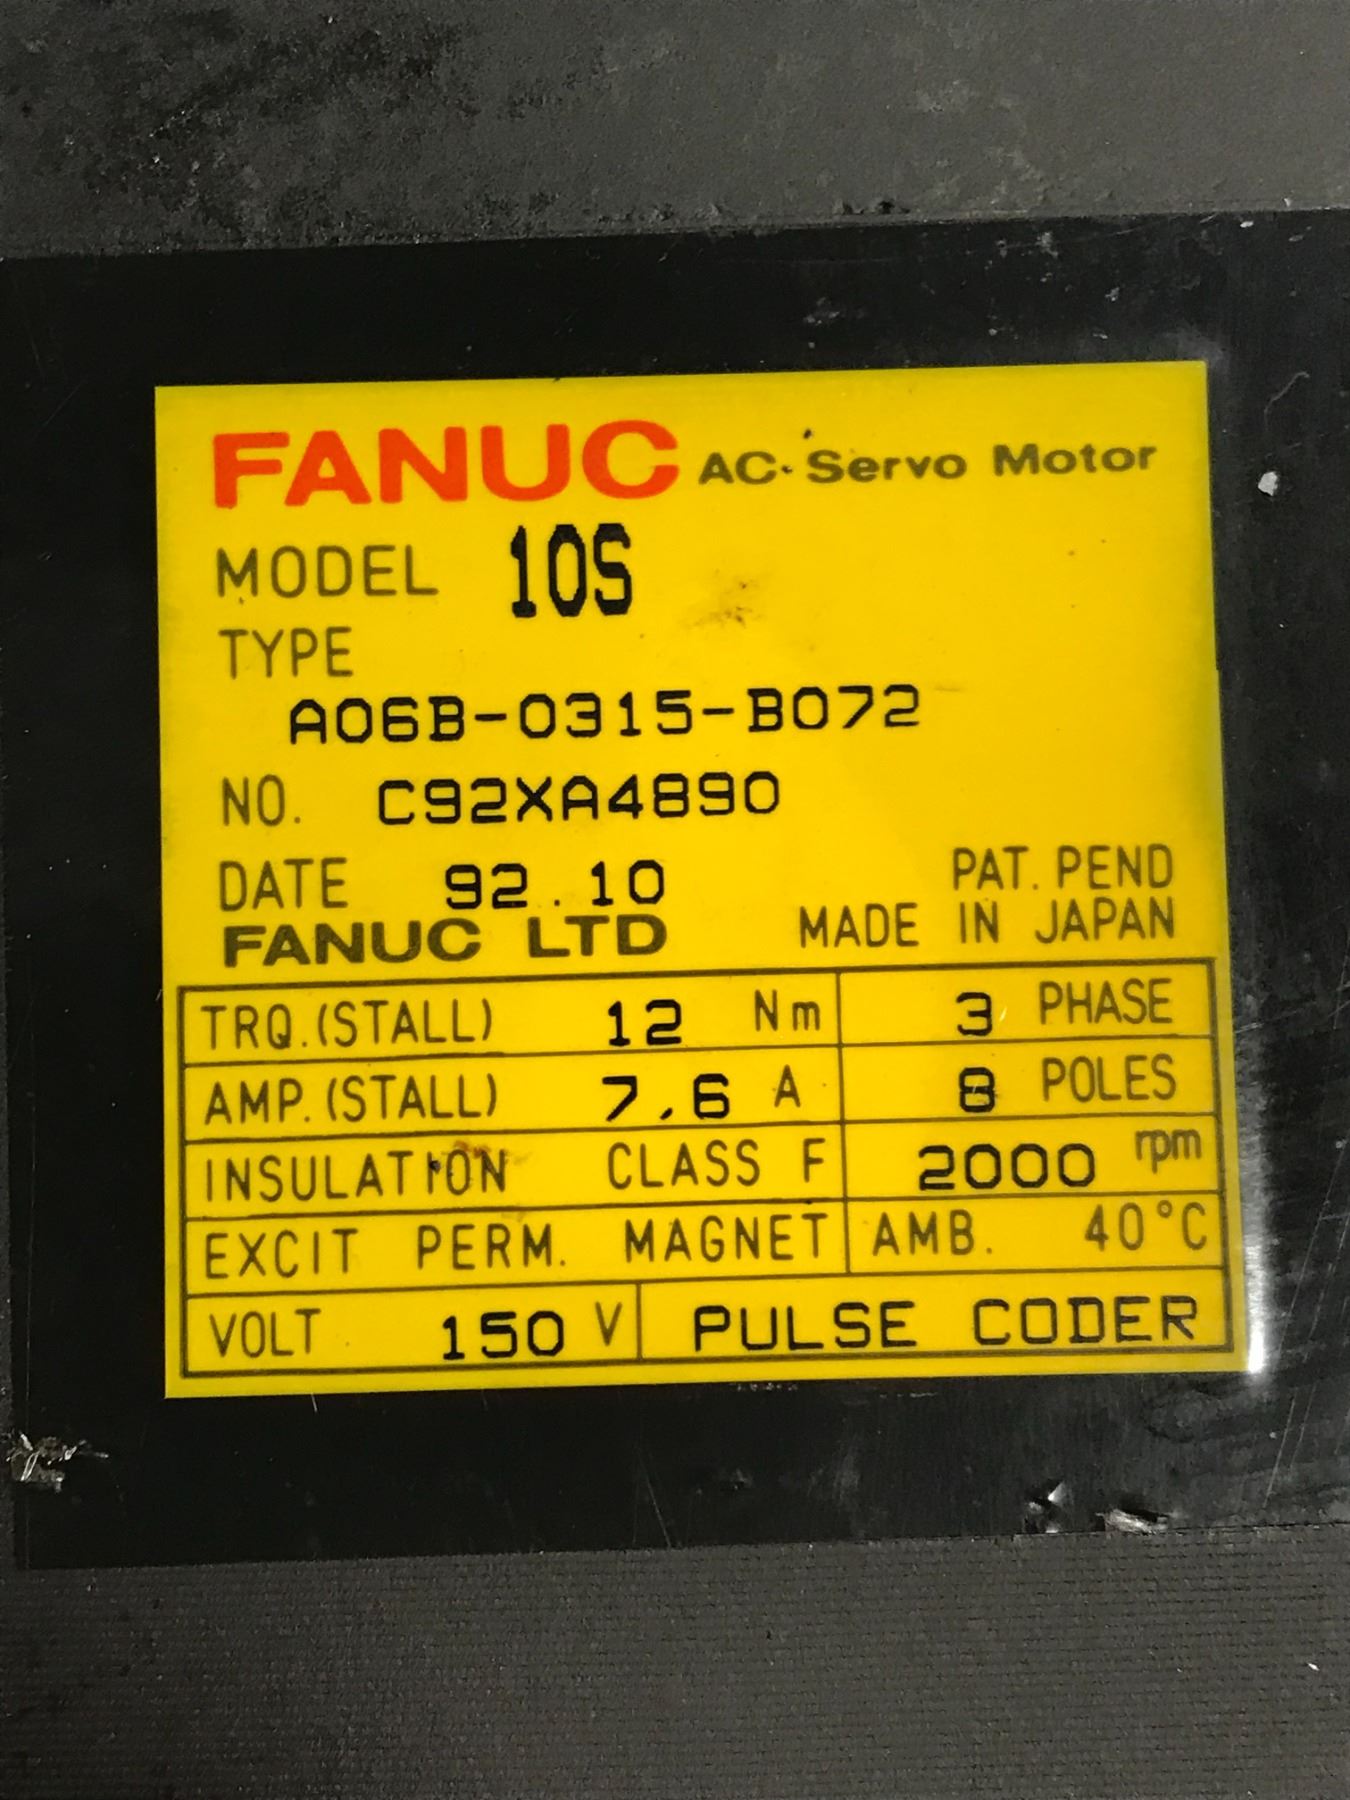 FANUC AC Servo Motor
MODEL 10S
TYPE
A06B-0315-B072
NO. C92XA4890
DATE 92.10 PAT. PEND
FANUC LTD MADE IN JAPAN
TRQ.(STALL) 12 Nm 3 PHASE
AMP.(STALL) 7.6 A 8 POLES
INSULATION CLASS F 2000 rpm
EXCIT PERM. MAGNET AMB. 40°C
VOLT 150 V PULSE CODER